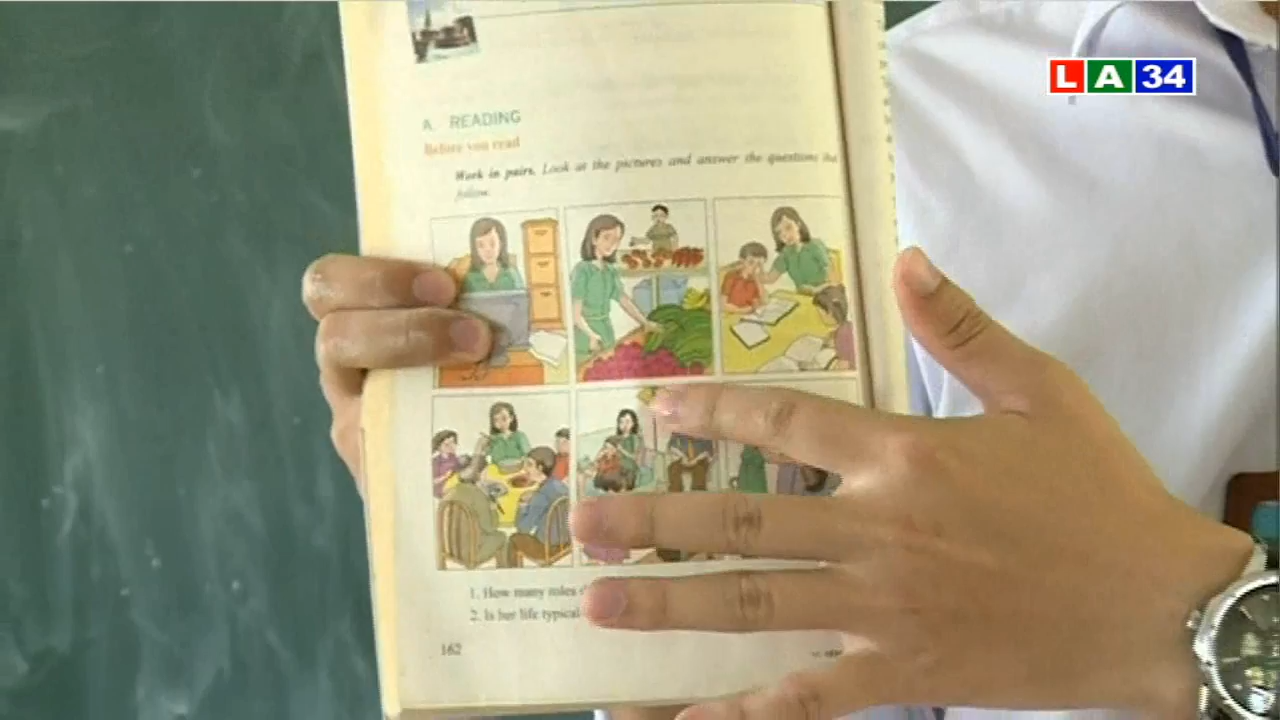 LA34
A. READING
Before you read
Work in pairs. Look at the pictures and answer the questions that
follow.
1. How many roles
2. Is her life typical
162